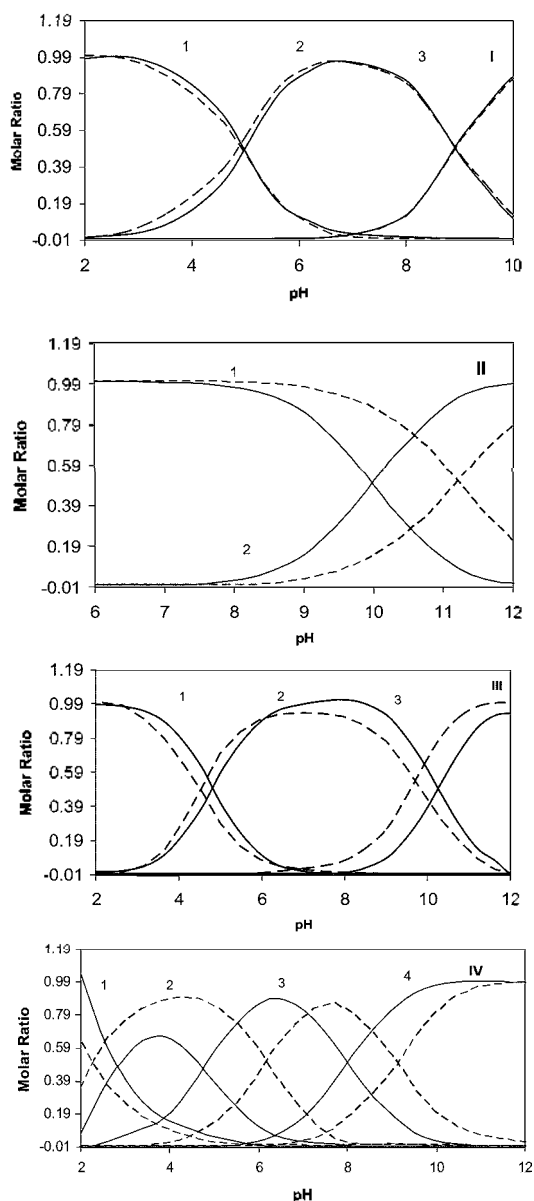 1.19
0.99
0.79
0.59
0.39
0.19
-0.01
Molar Ratio
1 2 3 I
2 4 6 8 10
pH
1.19
0.99
0.79
0.59
0.39
0.19
-0.01
Molar Ratio
1 II
2
6 7 8 9 10 11 12
pH
1.19
0.99
0.79
0.59
0.39
0.19
-0.01
Molar Ratio
1 2 3 III
2 4 6 8 10 12
pH
1.19
0.99
0.79
0.59
0.39
0.19
-0.01
Molar Ratio
1 2 3 4 IV
2 4 6 8 10 12
pH